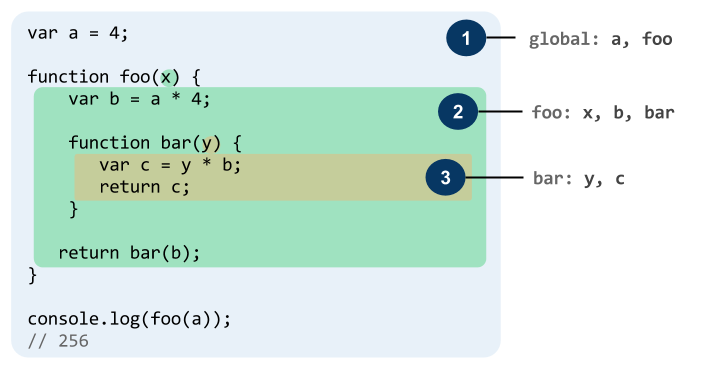 var a = 4;
1
global: a, foo
function foo(x) {
var b = a * 4;
2
foo: x, b, bar
function bar(y) {
var c = y * b;
return c;
3
bar: y, c
}
return bar(b);
}
console.log(foo(a));
// 256